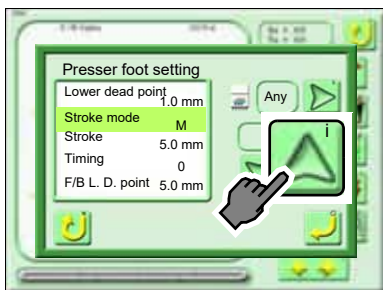 Presser foot setting
Lower dead point
1.0 mm
Stroke mode
M
Stroke
5.0 mm
Timing
0
F/B L. D. point 5.0 mm
Any
i